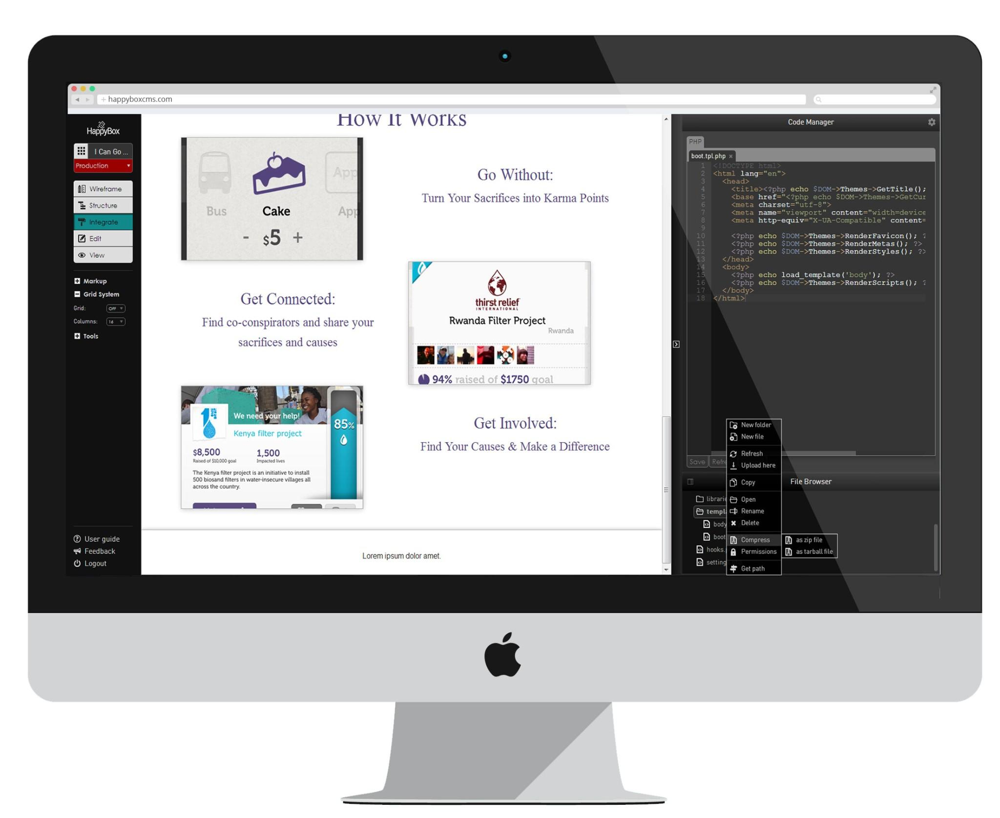 happyboxcms.com
HappyBox
I Can Go ...
Production
Wireframe
Structure
Integrate
Edit
View
Markup
Grid System
Grid: OFF
Columns: 16
Tools
User guide
Feedback
Logout
How It Works
Bus
Cake
App
App
- $5 +
Go Without:
Turn Your Sacrifices into Karma Points
Get Connected:
Find co-conspirators and share your
sacrifices and causes
thirst relief
INTERNATIONAL
Rwanda Filter Project
Rwanda
94% raised of $1750 goal
We need your help!
Kenya filter project
85%
$8,500
Raised of $10,000 goal
1,500
Impacted lives
The Kenya filter project is an initiative to install
500 biosand filters in water-insecure villages all
across the country.
Get Involved:
Find Your Causes & Make a Difference
Lorem ipsum dolor amet.
Code Manager
PHP
boot.tpl.php ×
1 <!DOCTYPE html>
2 <html lang="en">
3 <head>
4 <title><?php echo $DOM->Themes->GetTitle();
5 <base href="<?php echo $DOM->Themes->GetCur
6 <meta charset="utf-8">
7 <meta name="viewport" content="width=device
8 <meta http-equiv="X-UA-Compatible" content=
9
10 <?php echo $DOM->Themes->RenderFavicon(); ?
11 <?php echo $DOM->Themes->RenderMetas(); ?>
12 <?php echo $DOM->Themes->RenderStyles(); ?>
13 </head>
14 <body>
15 <?php echo load_template('body'); ?>
16 <?php echo $DOM->Themes->RenderScripts(); ?
17 </body>
18 </html>
Save
Refre
New folder
New file
Refresh
Upload here
Copy
Open
Rename
Delete
Compress
Permissions
Get path
as zip file
as tarball file
File Browser
librarie
templ
body
boot
hooks.
setting